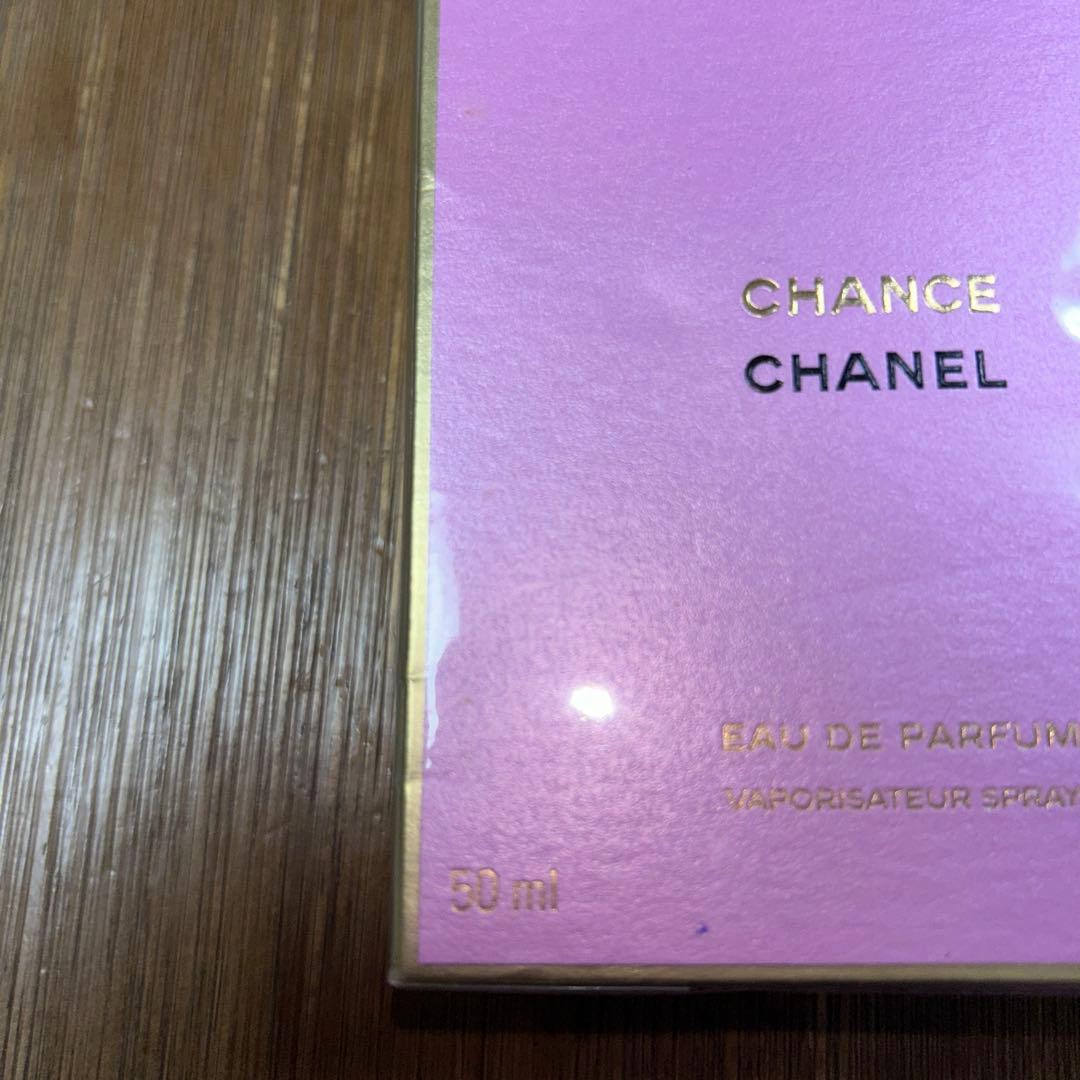 CHANCE
CHANEL
EAU DE PARFUM
VAPORISATEUR SPRAY
50 ml